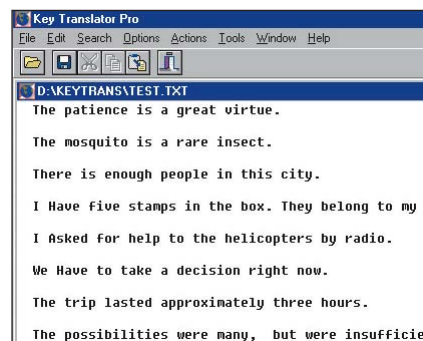 Key Translator Pro
File Edit Search Options Actions Tools Window Help
D:\KEYTRANS\TEST.TXT
The patience is a great virtue.
The mosquito is a rare insect.
There is enough people in this city.
I Have five stamps in the box. They belong to my
I Asked for help to the helicopters by radio.
We Have to take a decision right now.
The trip lasted approximately three hours.
The possibilities were many, but were insufficie